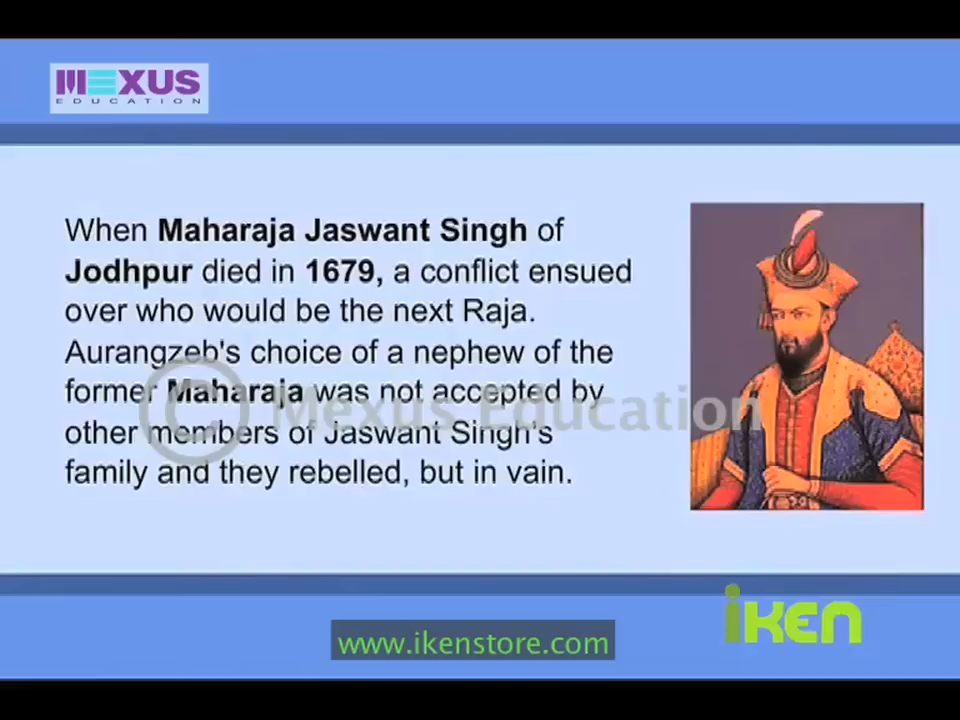 MEXUS
EDUCATION
When Maharaja Jaswant Singh of
Jodhpur died in 1679, a conflict ensued
over who would be the next Raja.
Aurangzeb's choice of a nephew of the
former Maharaja was not accepted by
© Mexus Education
other members of Jaswant Singh's
family and they rebelled, but in vain.
iKEN
www.ikenstore.com